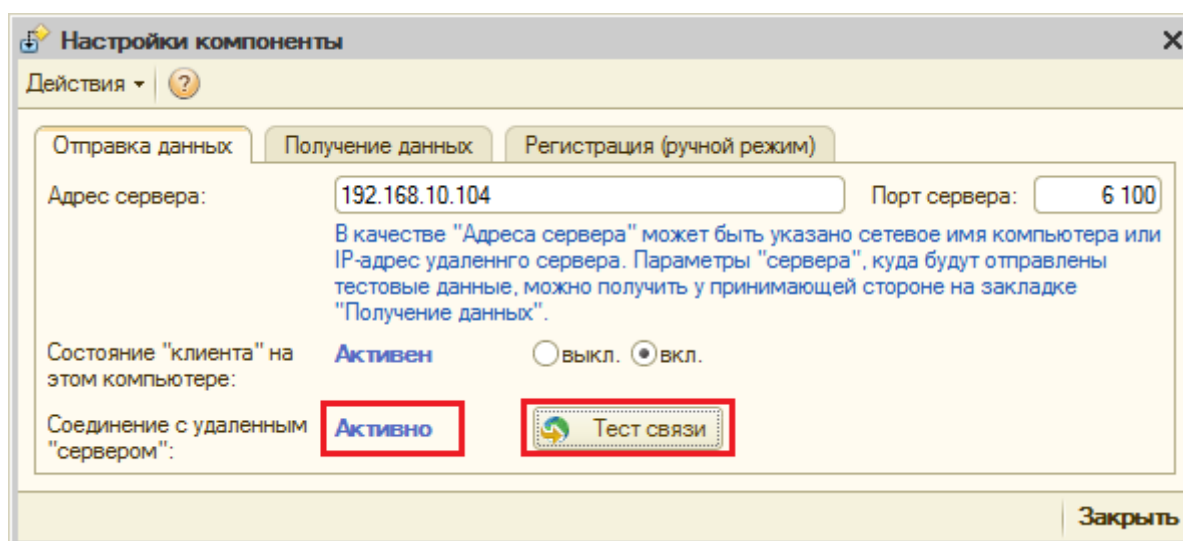 Настройки компоненты
Действия
?
Отправка данных Получение данных Регистрация (ручной режим)
Адрес сервера: 192.168.10.104 Порт сервера: 6 100
В качестве "Адреса сервера" может быть указано сетевое имя компьютера или
IP-адрес удаленнго сервера. Параметры "сервера", куда будут отправлены
тестовые данные, можно получить у принимающей стороне на закладке
"Получение данных".
Состояние "клиента" на
этом компьютере:
Активен выкл. вкл.
Соединение с удаленным
"сервером":
Активно Тест связи
Закрыть